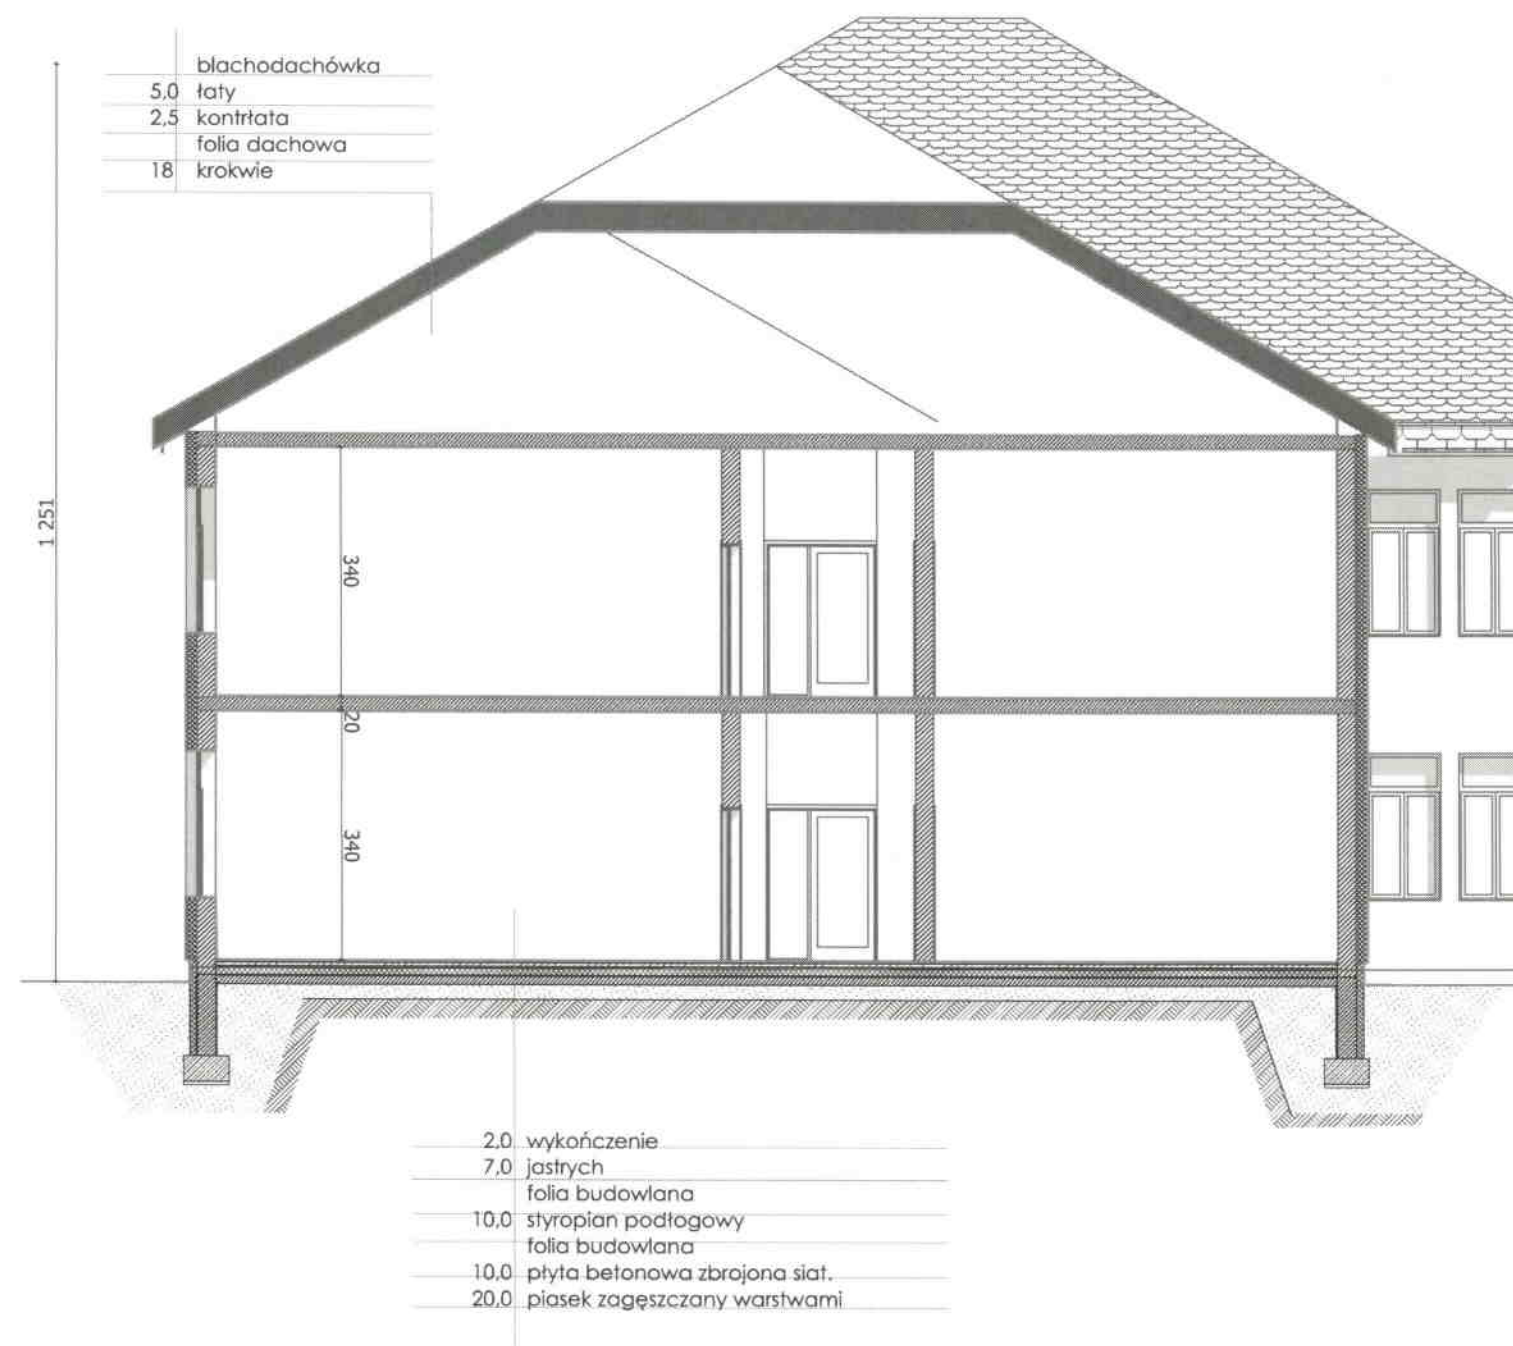 blachodachówka
5,0 łaty
2,5 kontrłata
folia dachowa
18 krokwie
1 251
340
20
340
2,0 wykończenie
7,0 jastrych
folia budowlana
10,0 styropian podłogowy
folia budowlana
10,0 płyta betonowa zbrojona siat.
20,0 piasek zagęszczany warstwami